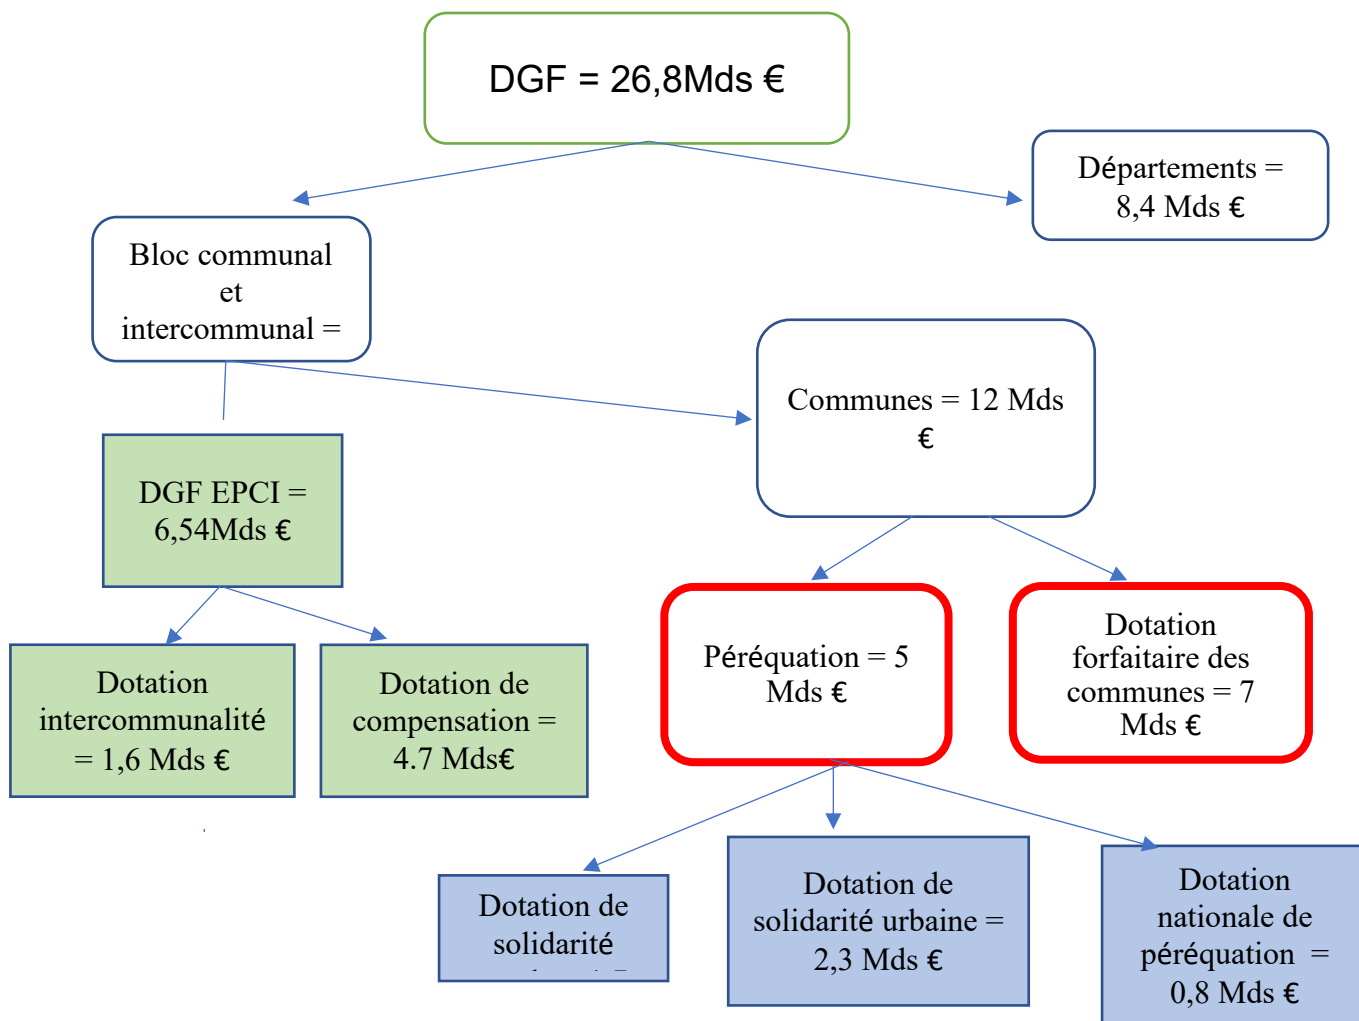 DGF = 26,8Mds €
Départements =
8,4 Mds €
Bloc communal
et
intercommunal =
Communes = 12 Mds
€
DGF EPCI =
6,54Mds €
Péréquation = 5
Mds €
Dotation
forfaitaire des
communes = 7
Mds €
Dotation
intercommunalité
= 1,6 Mds €
Dotation de
compensation =
4.7 Mds€
Dotation de
solidarité
Dotation de
solidarité urbaine =
2,3 Mds €
Dotation
nationale de
péréquation =
0,8 Mds €